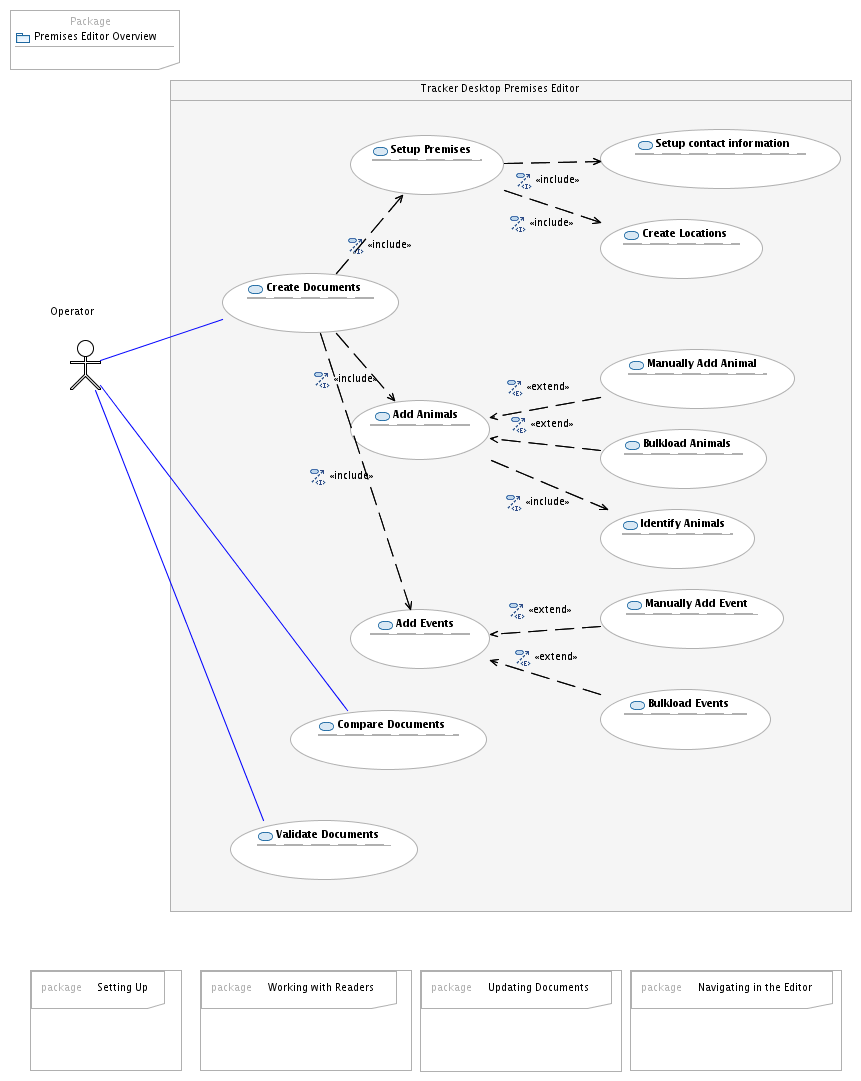 Package
Premises Editor Overview
Tracker Desktop Premises Editor
Setup Premises
Setup contact information
«include»
«include»
Create Locations
«include»
Create Documents
Operator
Manually Add Animal
«include»
«extend»
Add Animals
«extend»
Bulkload Animals
«include»
«include»
Identify Animals
Add Events
«extend»
Manually Add Event
«extend»
Bulkload Events
Compare Documents
Validate Documents
package Setting Up
package Working with Readers
package Updating Documents
package Navigating in the Editor